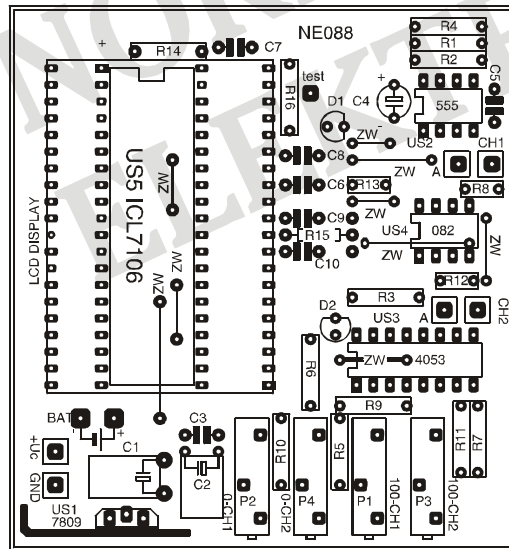 NE088
R14
C7
R4
R1
R2
test
R16
D1
C4
555
C5
US2
CH1
ZW
ZW
A
C8
C6
R13
R8
ZW
C9
R15
C10
US4
082
ZW
ZW
R12
US5 ICL7106
ZW
ZW
LCD DISPLAY
R3
A
CH2
D2
US3
R6
ZW
4053
R9
BAT
C3
+Uc
C1
R10
R5
R11
R7
GND
C2
0-CH1
P2
0-CH2
P4
100-CH1
P1
100-CH2
P3
US1
7809